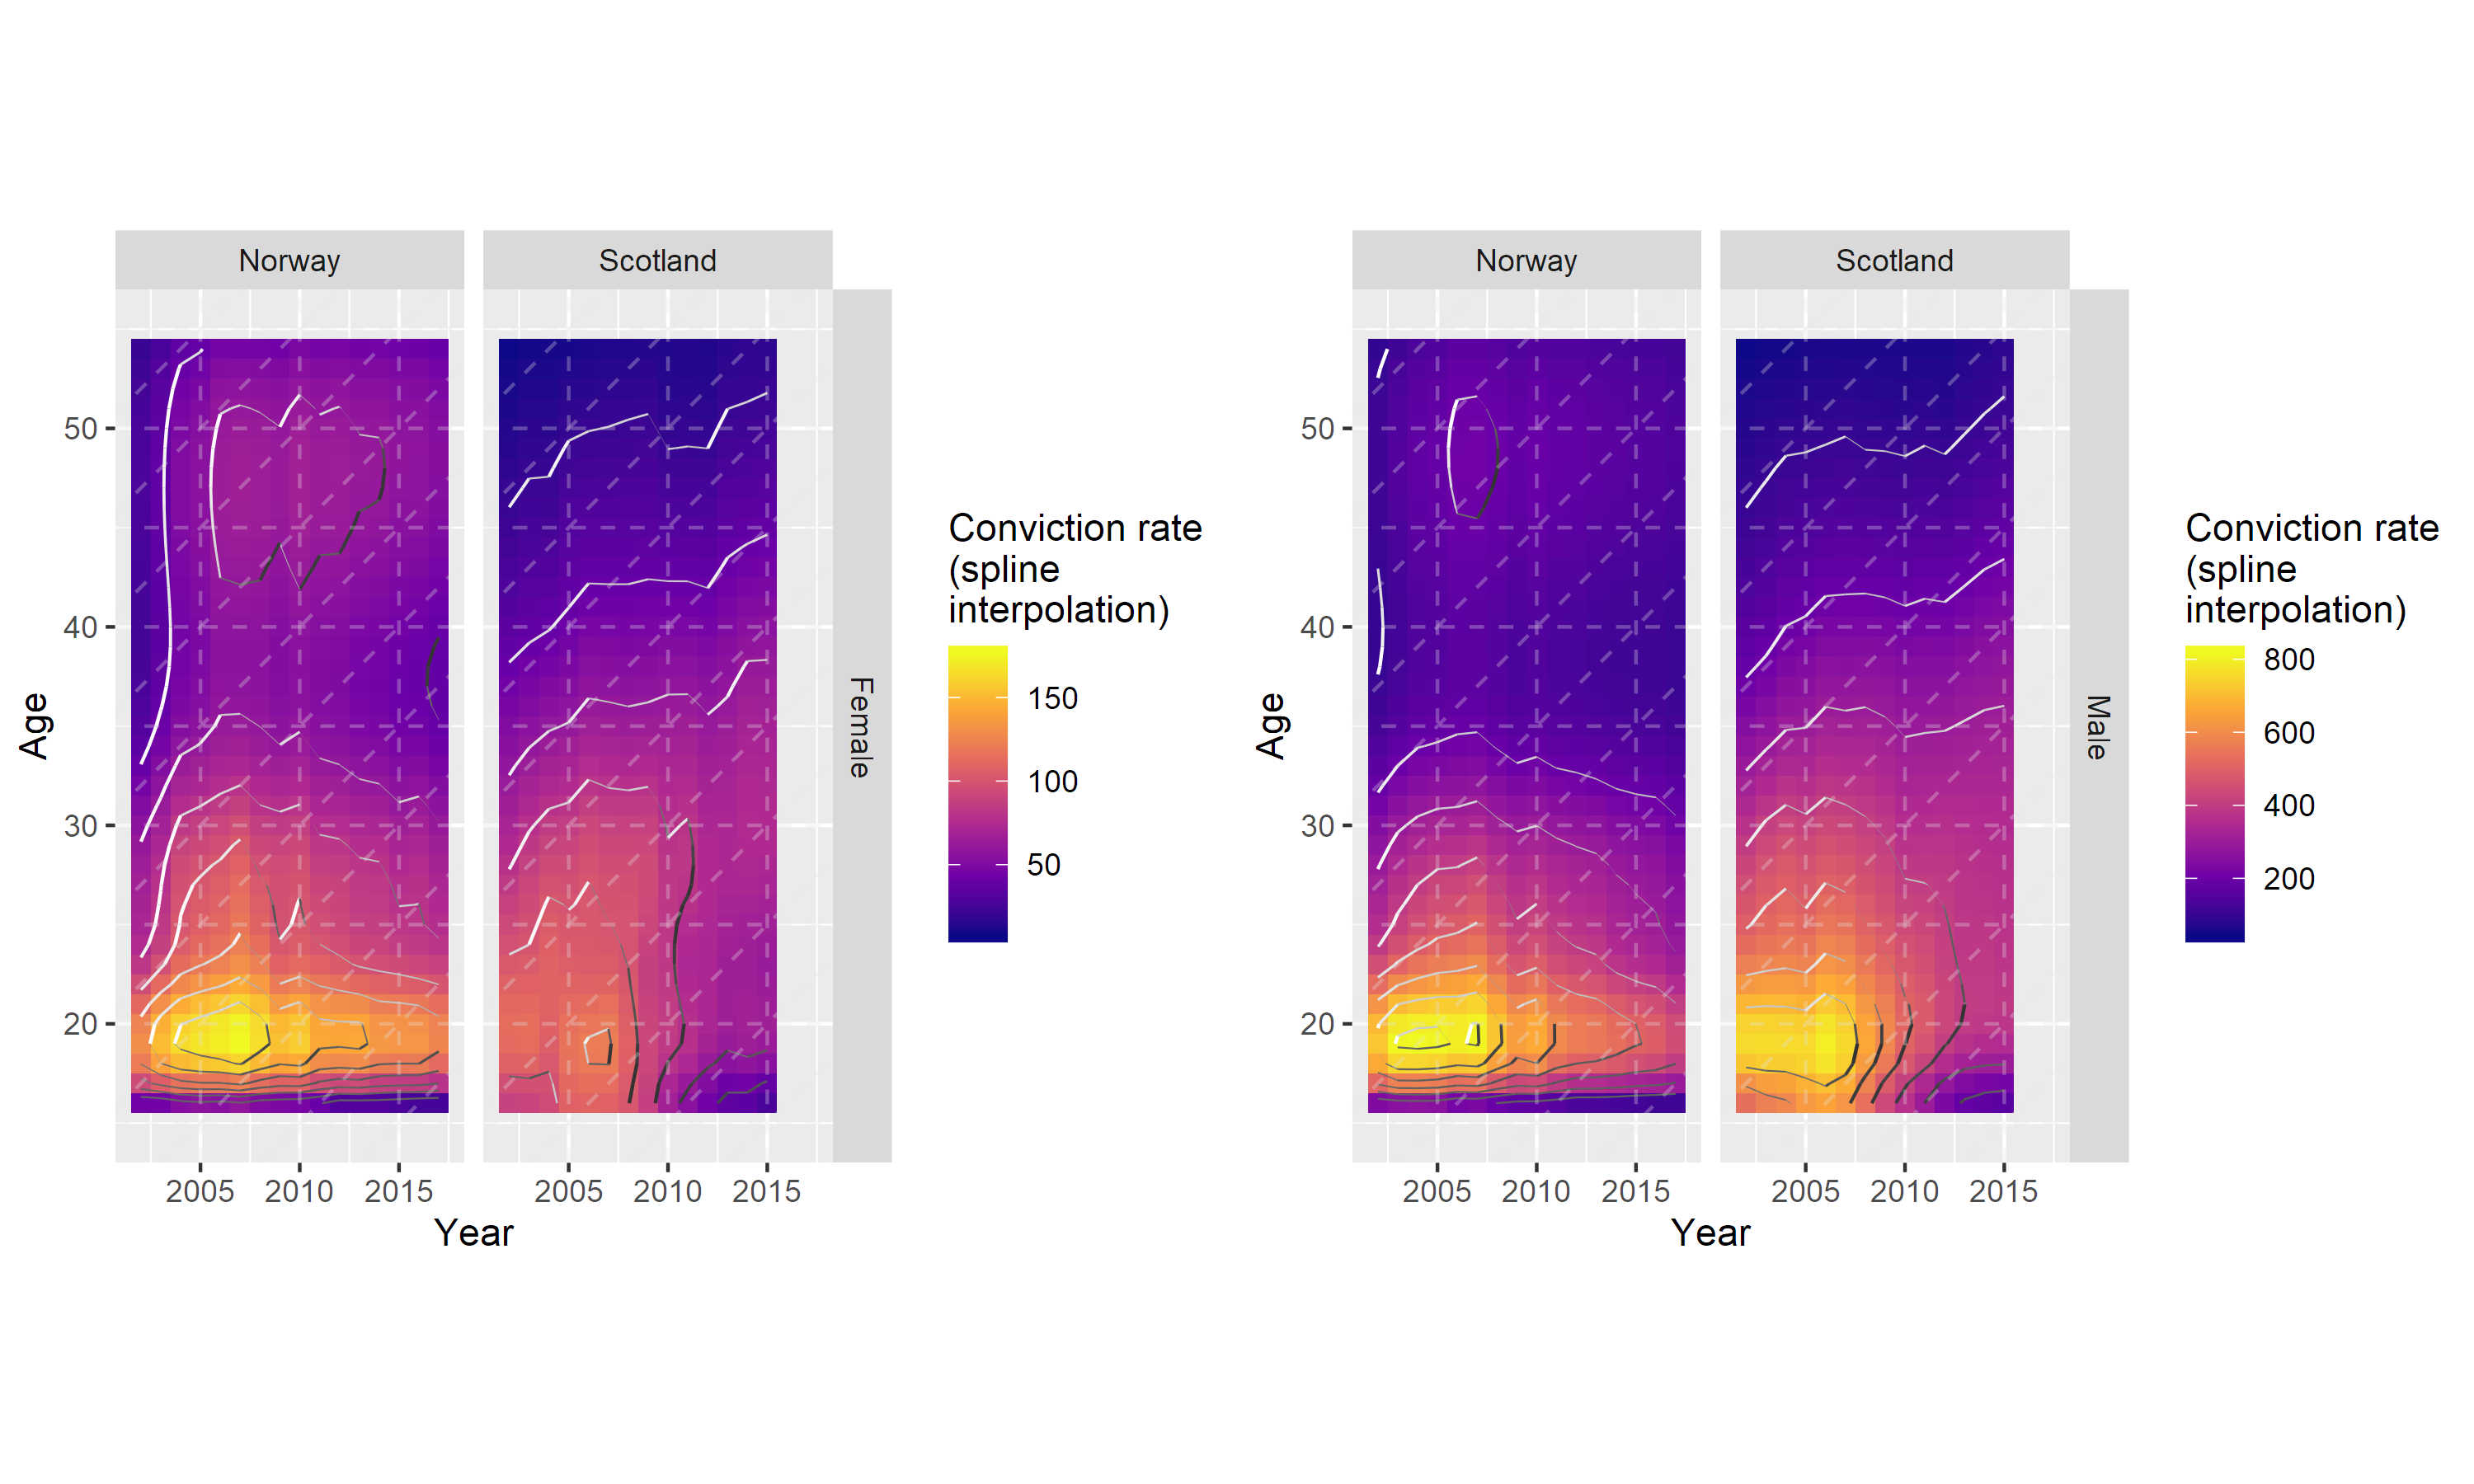 Norway
Scotland
Age
50
40
30
20
Female
2005
2010
2015
2005
2010
2015
Year
Conviction rate
(spline
interpolation)
150
100
50
Norway
Scotland
Age
50
40
30
20
Male
2005
2010
2015
2005
2010
2015
Year
Conviction rate
(spline
interpolation)
800
600
400
200